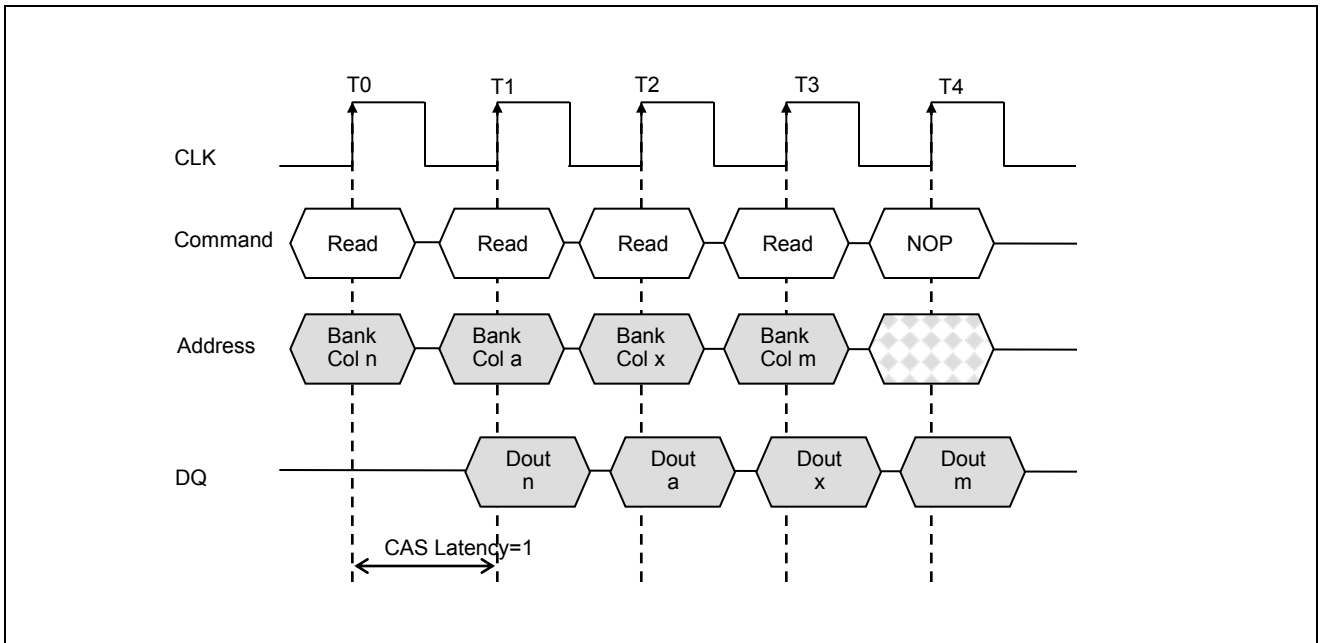 T0 T1 T2 T3 T4
CLK
Command Read Read Read Read NOP
Address
Bank Col n
Bank Col a
Bank Col x
Bank Col m
DQ
Dout n
Dout a
Dout x
Dout m
CAS Latency=1